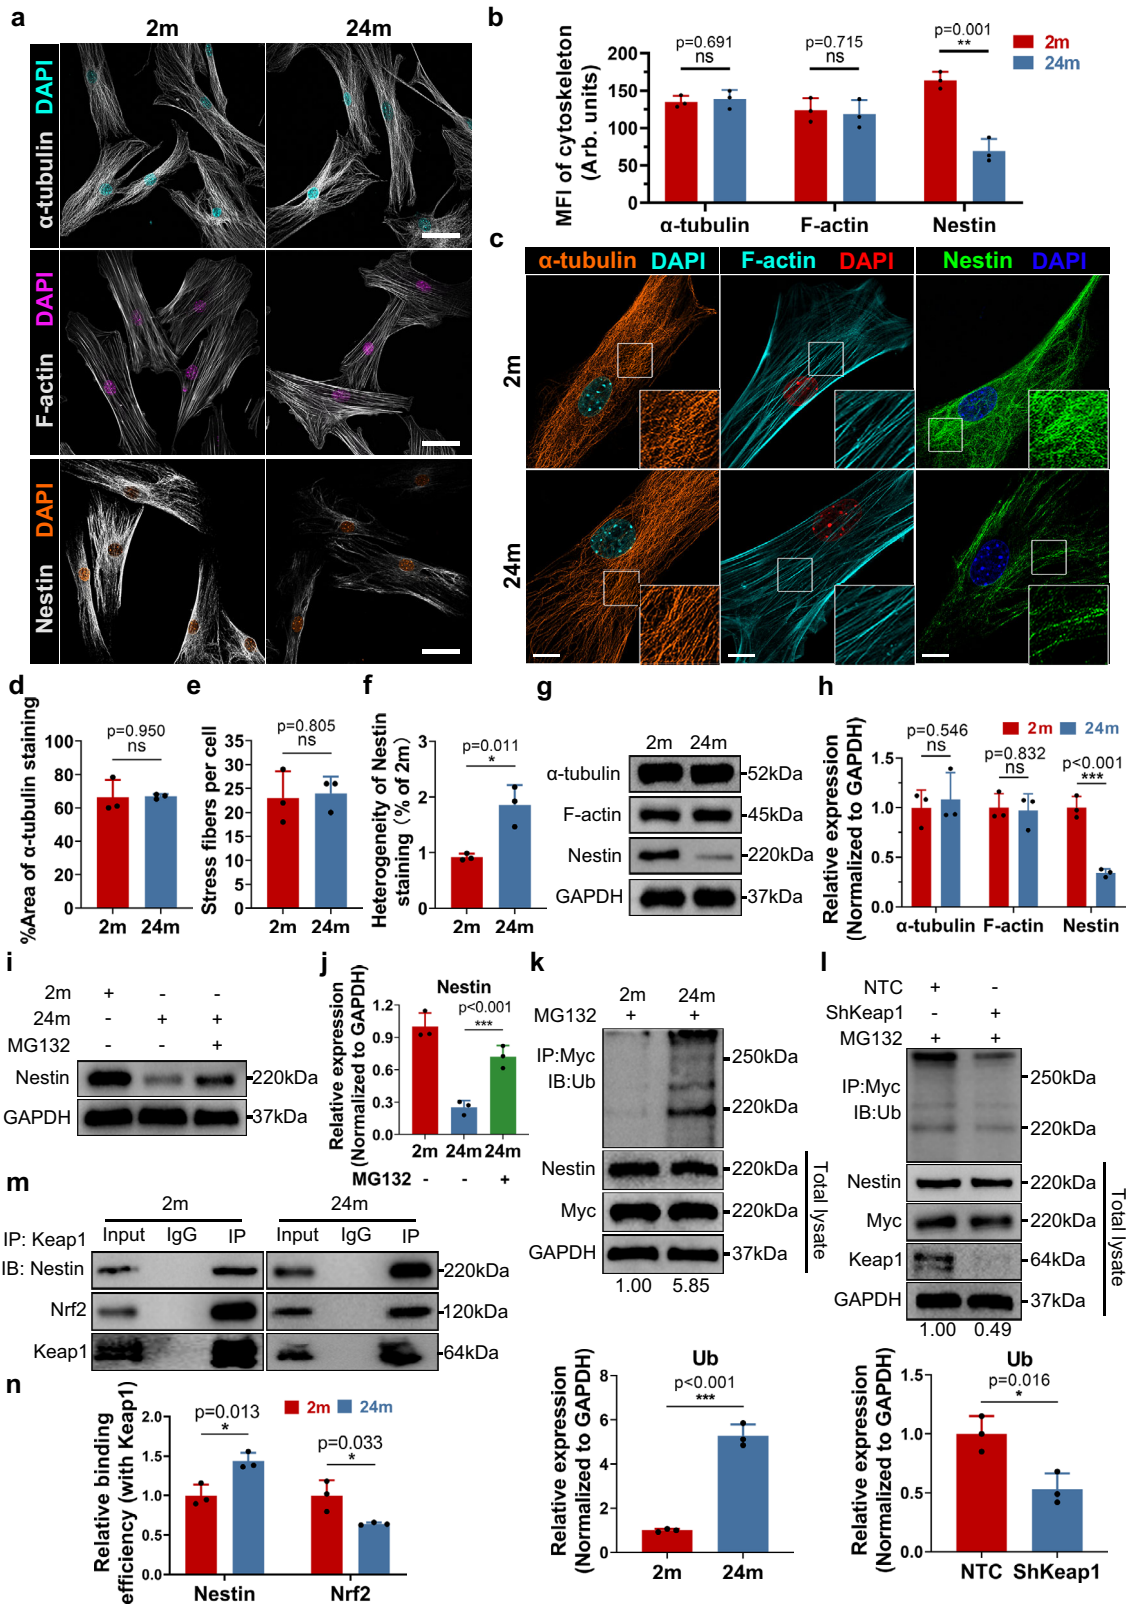 a
2m
24m
α-tubulin DAPI
F-actin DAPI
Nestin DAPI
b
MFI of cytoskeleton
(Arb. units)
200
150
100
50
0
p=0.691
ns
p=0.715
ns
p=0.001
**
2m
24m
α-tubulin
F-actin
Nestin
c
α-tubulin DAPI
F-actin DAPI
Nestin DAPI
2m
24m
d
%Area of α-tubulin staining
100
80
60
40
20
0
p=0.950
ns
2m 24m
e
Stress fibers per cell
35
30
25
20
15
10
5
0
p=0.805
ns
2m 24m
f
Heterogeneity of Nestin
staining (% of 2m)
3
2
1
0
p=0.011
*
2m 24m
g
2m 24m
α-tubulin 52kDa
F-actin 45kDa
Nestin 220kDa
GAPDH 37kDa
h
Relative expression
(Normalized to GAPDH)
1.5
1.0
0.5
0.0
2m 24m
p=0.546
ns
p=0.832
ns
p<0.001
***
α-tubulin F-actin Nestin
i
2m + - -
24m - + +
MG132 - - +
Nestin 220kDa
GAPDH 37kDa
j
Nestin
Relative expression
(Normalized to GAPDH)
1.2
0.9
0.6
0.3
0.0
p<0.001
***
2m 24m 24m
MG132 - - +
k
2m 24m
MG132 + +
IP:Myc
IB:Ub
250kDa
220kDa
Nestin 220kDa
Myc 220kDa
GAPDH 37kDa
1.00 5.85
Total lysate
Ub
Relative expression
(Normalized to GAPDH)
8
6
4
2
0
p<0.001
***
2m 24m
l
NTC + -
ShKeap1 - +
MG132 + +
IP:Myc
IB:Ub
250kDa
220kDa
Nestin 220kDa
Myc 220kDa
Keap1 64kDa
GAPDH 37kDa
1.00 0.49
Total lysate
Ub
Relative expression
(Normalized to GAPDH)
1.5
1.0
0.5
0.0
p=0.016
*
NTC ShKeap1
m
2m 24m
Input IgG IP Input IgG IP
IP: Keap1
IB: Nestin 220kDa
Nrf2 120kDa
Keap1 64kDa
n
Relative binding
efficiency (with Keap1)
2.0
1.5
1.0
0.5
0.0
p=0.013
*
2m 24m
p=0.033
*
Nestin Nrf2